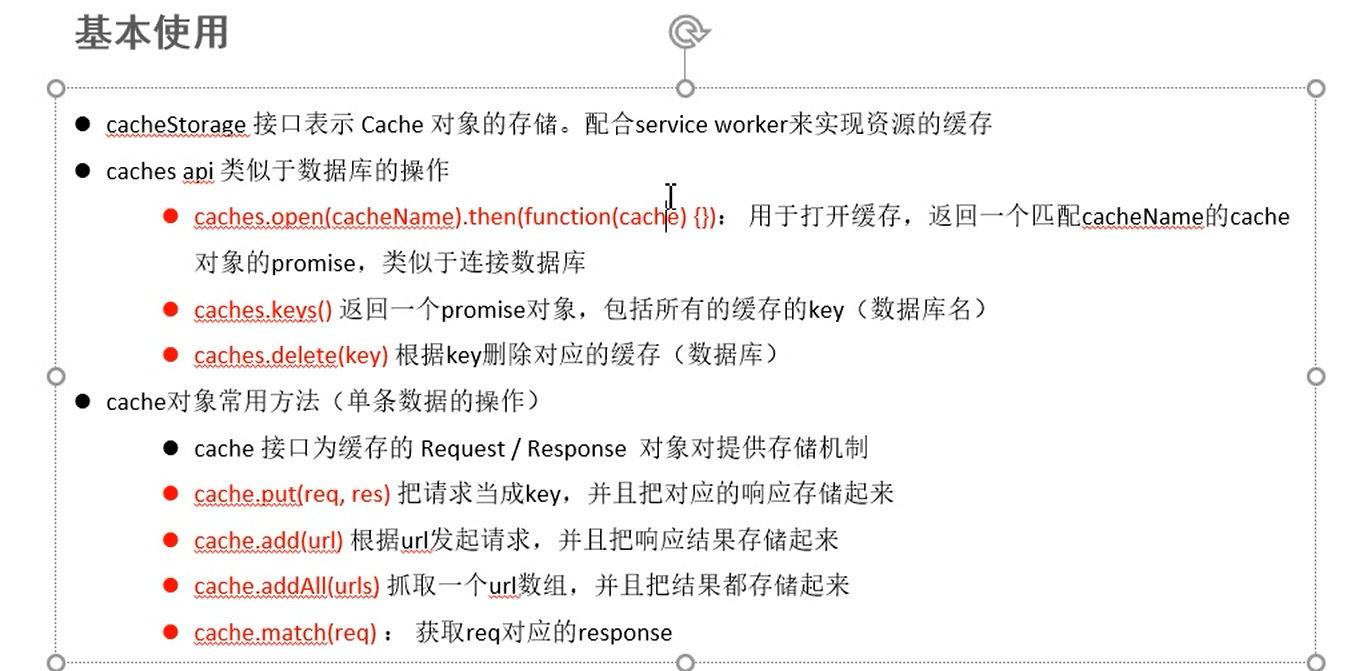 基本使用
cacheStorage 接口表示 Cache 对象的存储。配合service worker来实现资源的缓存
caches api 类似于数据库的操作
caches.open(cacheName).then(function(cache) {})： 用于打开缓存，返回一个匹配cacheName的cache
对象的promise，类似于连接数据库
caches.keys() 返回一个promise对象，包括所有的缓存的key（数据库名）
caches.delete(key) 根据key删除对应的缓存（数据库）
cache对象常用方法（单条数据的操作）
cache 接口为缓存的 Request / Response 对象对提供存储机制
cache.put(req, res) 把请求当成key，并且把对应的响应存储起来
cache.add(url) 根据url发起请求，并且把响应结果存储起来
cache.addAll(urls) 抓取一个url数组，并且把结果都存储起来
cache.match(req) ： 获取req对应的response